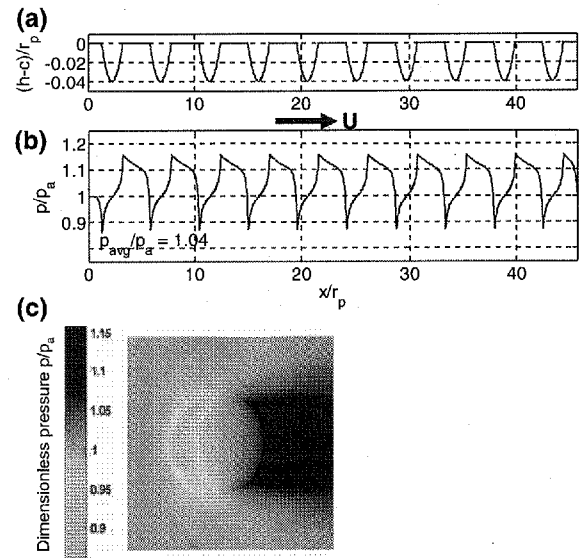 (a)
(h-c)/r_p
0
-0.02
-0.04
0 10 20 30 40
U
(b)
p/p_a
1.2
1.1
1
0.9
p_avg/p_a = 1.04
0 10 20 30 40
x/r_p
(c)
Dimensionless pressure p/p_a
1.15
1.1
1.05
1
0.95
0.9